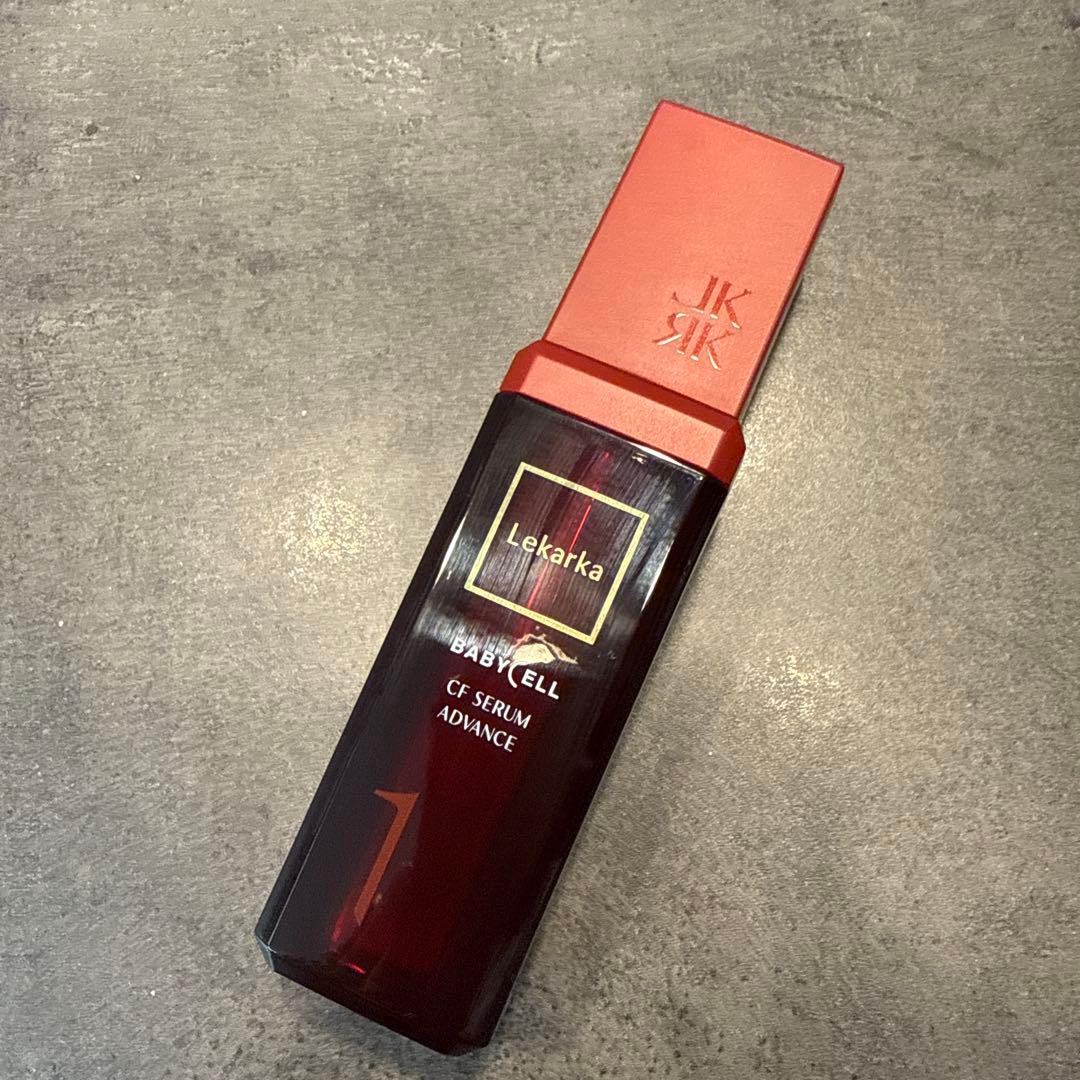 Lekarka
BABYCELL
CF SERUM
ADVANCE
1